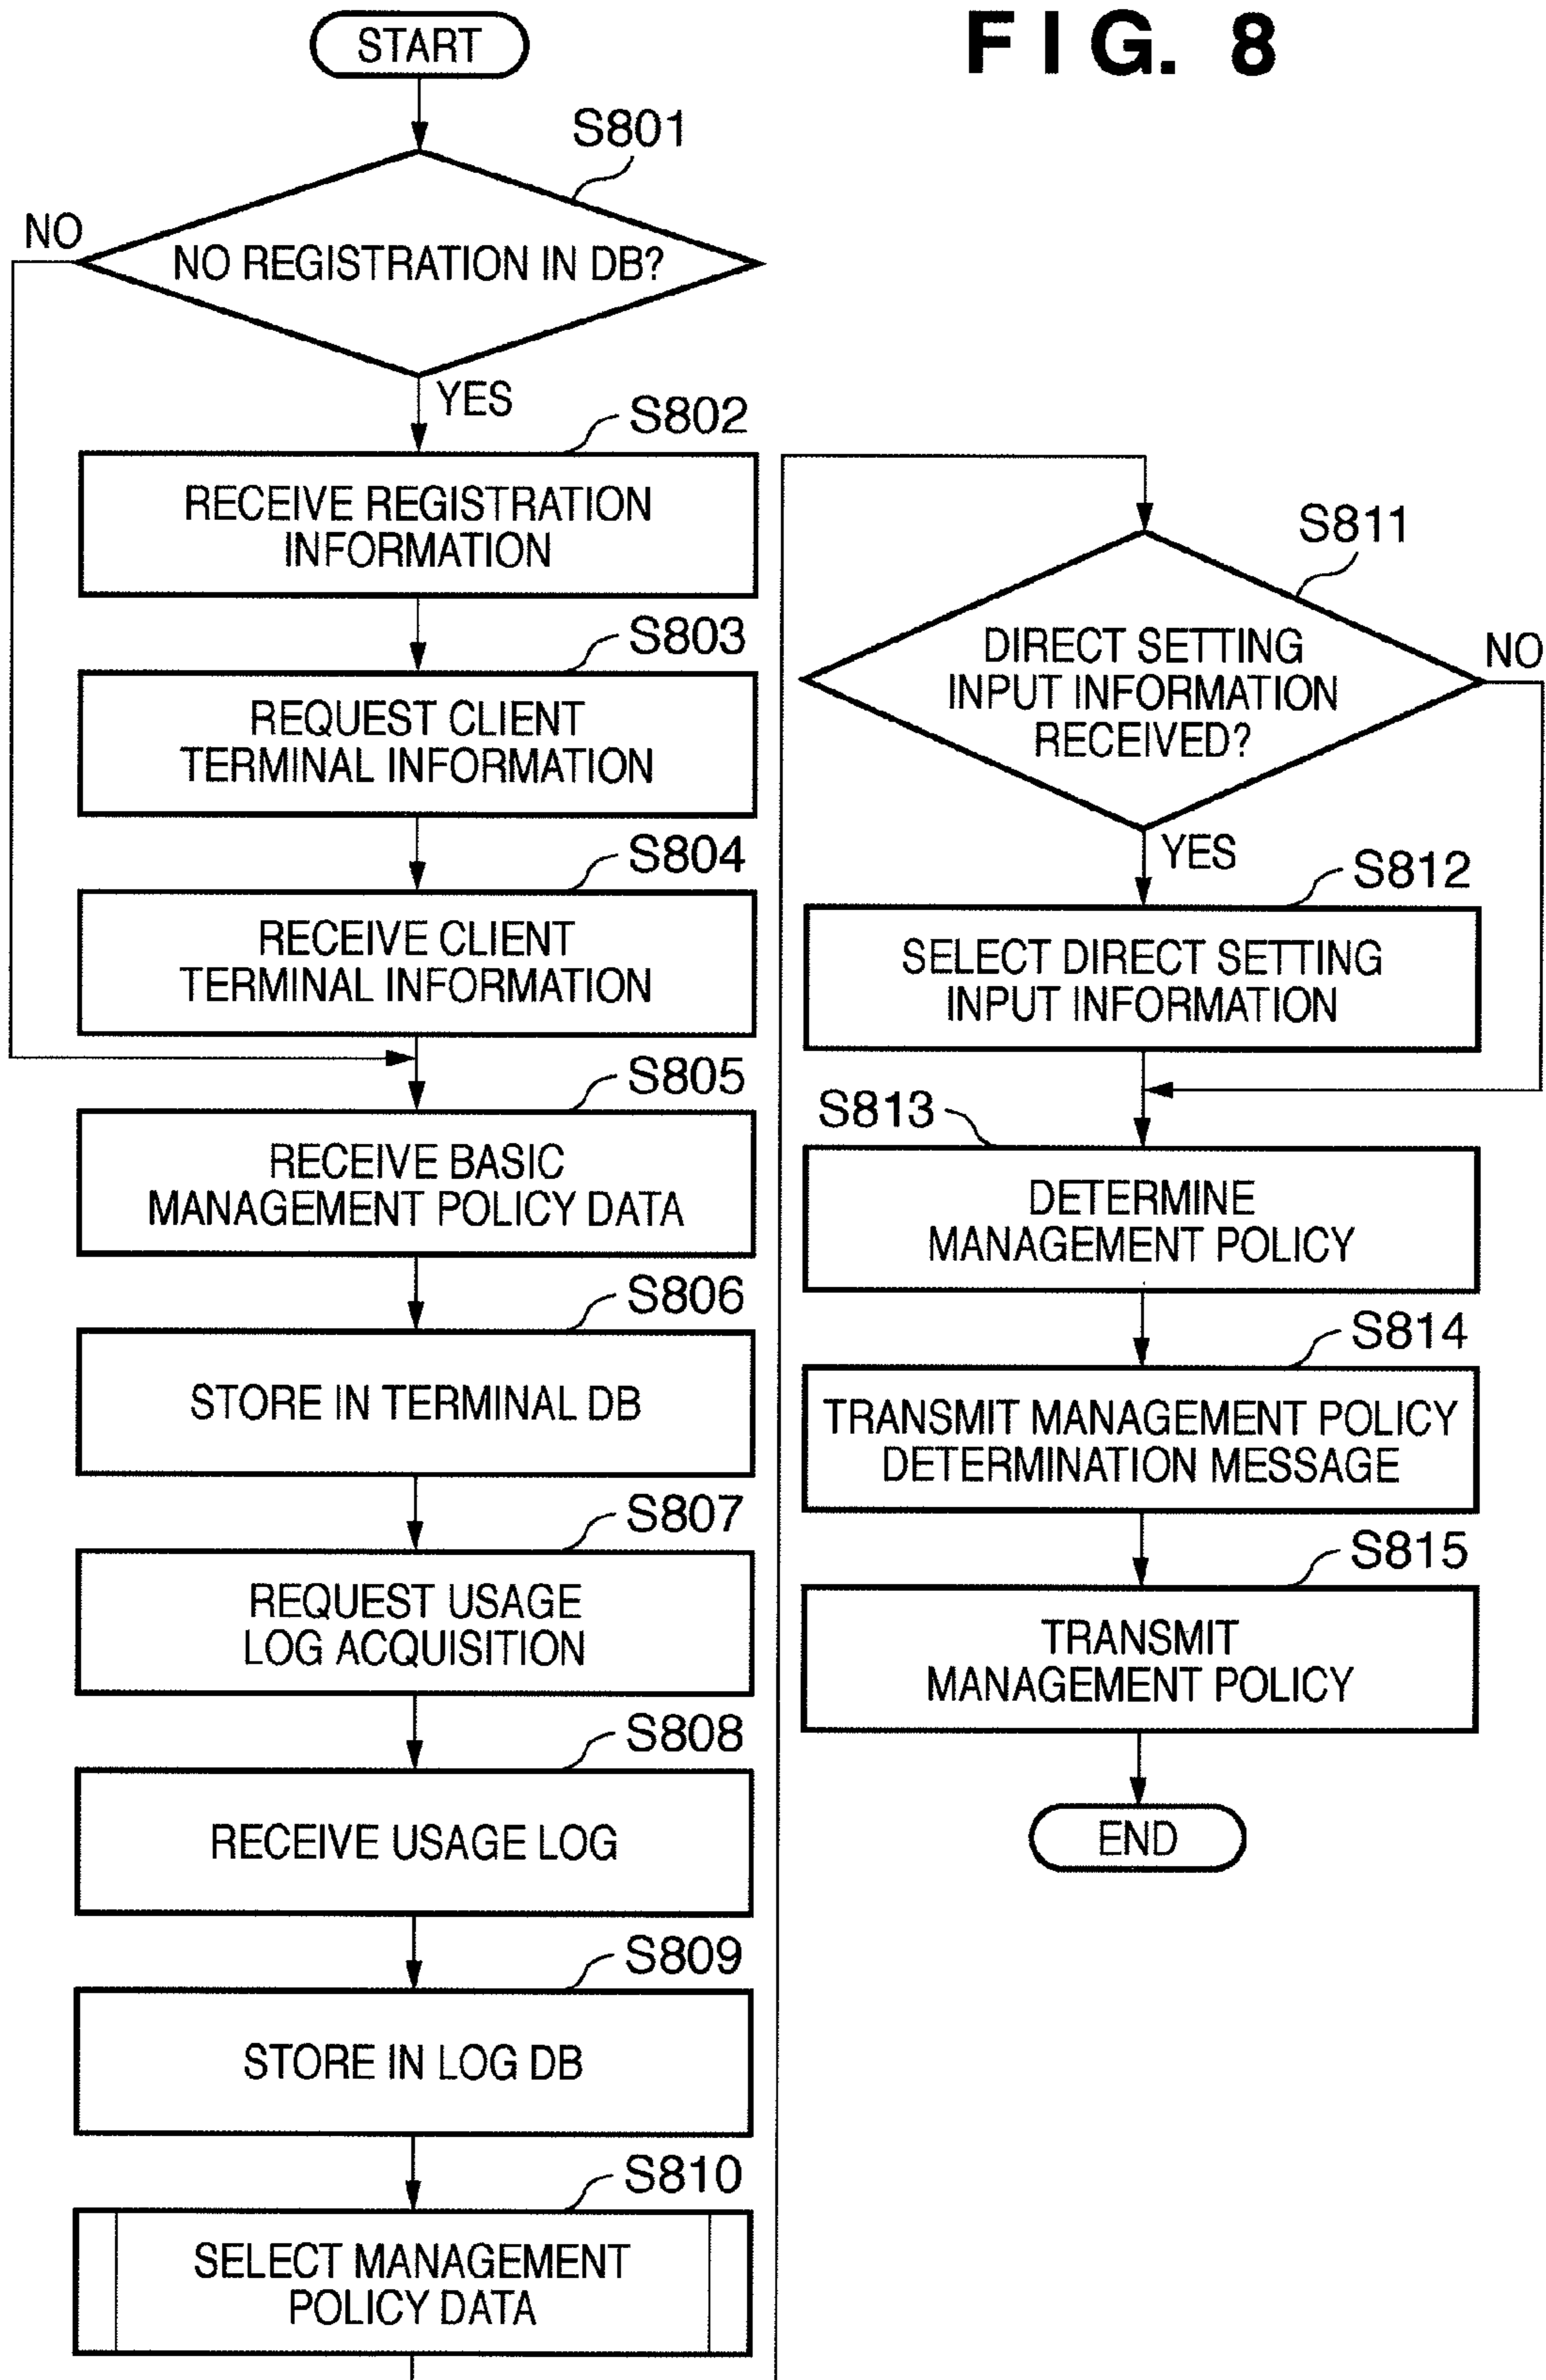 FIG. 8
START
S801
NO
NO REGISTRATION IN DB?
YES
S802
RECEIVE REGISTRATION
INFORMATION
S803
REQUEST CLIENT
TERMINAL INFORMATION
S804
RECEIVE CLIENT
TERMINAL INFORMATION
S805
RECEIVE BASIC
MANAGEMENT POLICY DATA
S806
STORE IN TERMINAL DB
S807
REQUEST USAGE
LOG ACQUISITION
S808
RECEIVE USAGE LOG
S809
STORE IN LOG DB
S810
SELECT MANAGEMENT
POLICY DATA
S811
DIRECT SETTING
INPUT INFORMATION
RECEIVED?
NO
YES
S812
SELECT DIRECT SETTING
INPUT INFORMATION
S813
DETERMINE
MANAGEMENT POLICY
S814
TRANSMIT MANAGEMENT POLICY
DETERMINATION MESSAGE
S815
TRANSMIT
MANAGEMENT POLICY
END